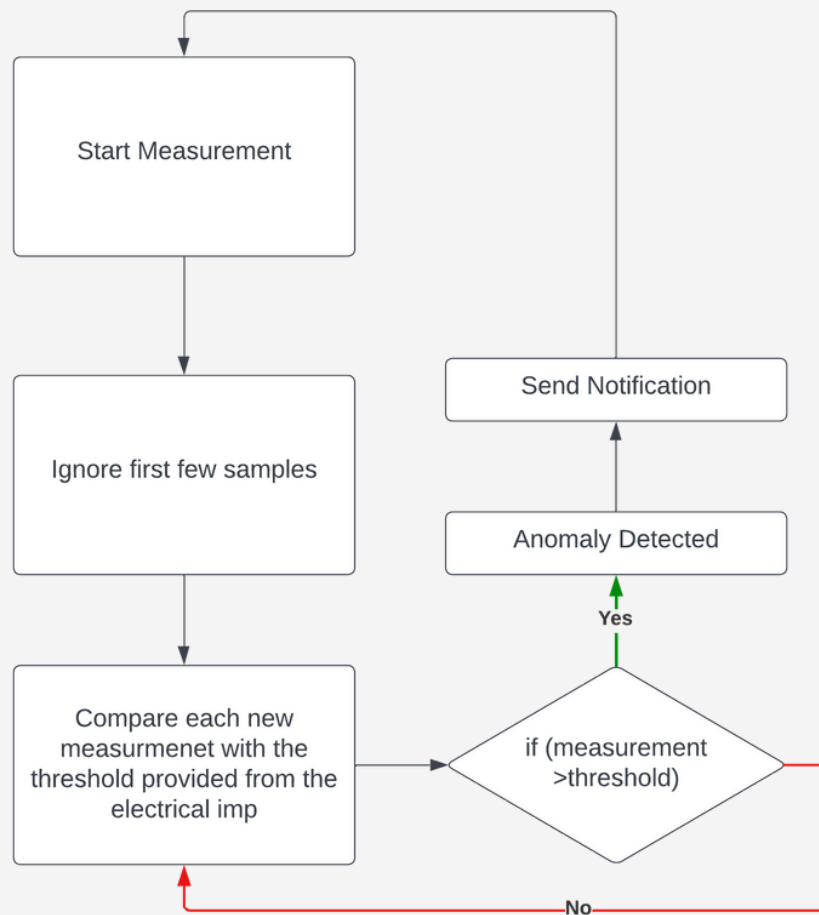 Start Measurement
Ignore first few samples
Compare each new
measurmenet with the
threshold provided from the
electrical imp
if (measurement
>threshold)
Yes
Anomaly Detected
Send Notification
No